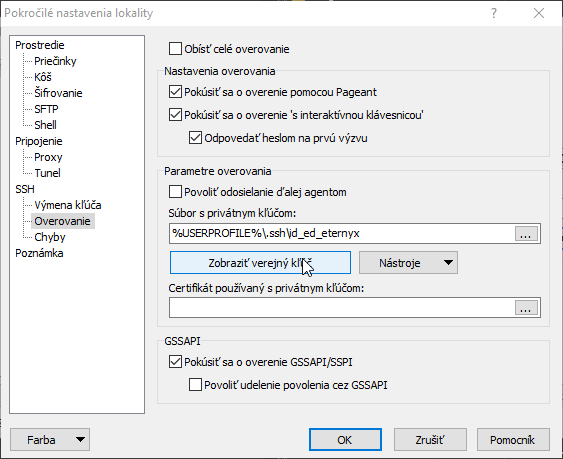 Pokročilé nastavenia lokality
Prostredie
Priečinky
Kôš
Šifrovanie
SFTP
Shell
Pripojenie
Proxy
Tunel
SSH
Výmena kľúča
Overovanie
Chyby
Poznámka
Obísť celé overovanie
Nastavenia overovania
Pokúsiť sa o overenie pomocou Pageant
Pokúsiť sa o overenie 's interaktívnou klávesnicou'
Odpovedať heslom na prvú výzvu
Parametre overovania
Povoliť odosielanie ďalej agentom
Súbor s privátnym kľúčom:
%USERPROFILE%\.ssh\id_ed_eternyx
...
Zobraziť verejný kľúč
Nástroje
Certifikát používaný s privátnym kľúčom:
...
GSSAPI
Pokúsiť sa o overenie GSSAPI/SSPI
Povoliť udelenie povolenia cez GSSAPI
Farba
OK
Zrušiť
Pomocník